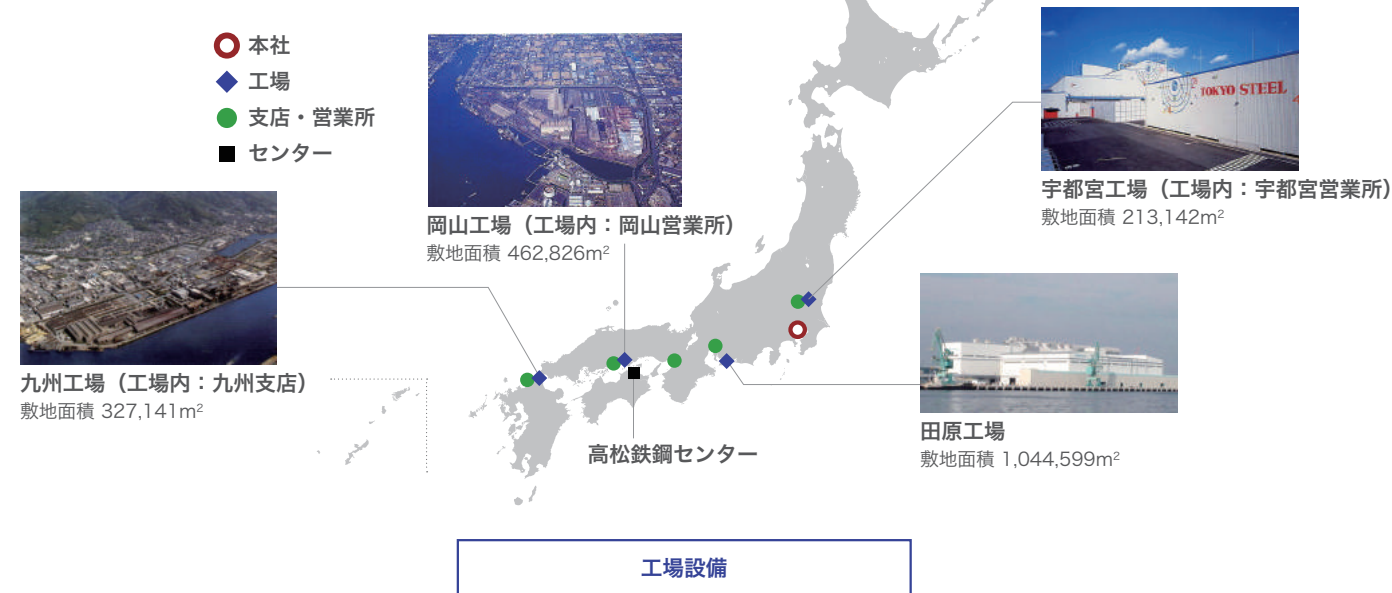 本社
工場
支店・営業所
センター
岡山工場（工場内：岡山営業所）
敷地面積 462,826m²
TOKYO STEEL
宇都宮工場（工場内：宇都宮営業所）
敷地面積 213,142m²
九州工場（工場内：九州支店）
敷地面積 327,141m²
高松鉄鋼センター
田原工場
敷地面積 1,044,599m²
工場設備